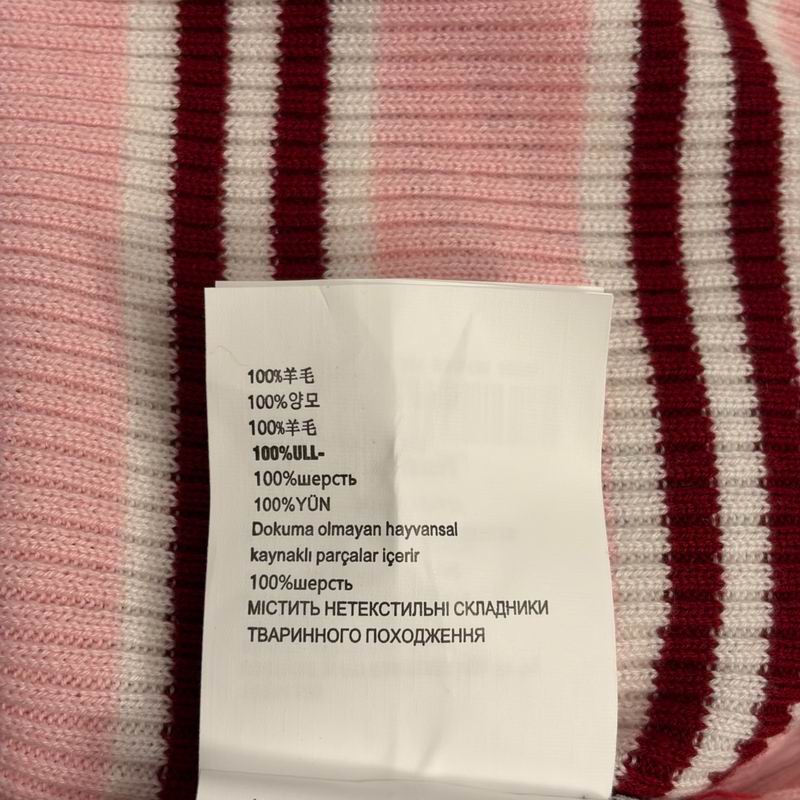 100%羊毛
100%양모
100%羊毛
100%ULL-
100%шерсть
100%YÜN
Dokuma olmayan hayvansal
kaynaklı parçalar içerir
100%шерсть
МІСТИТЬ НЕТЕКСТИЛЬНІ СКЛАДНИКИ
ТВАРИННОГО ПОХОДЖЕННЯ